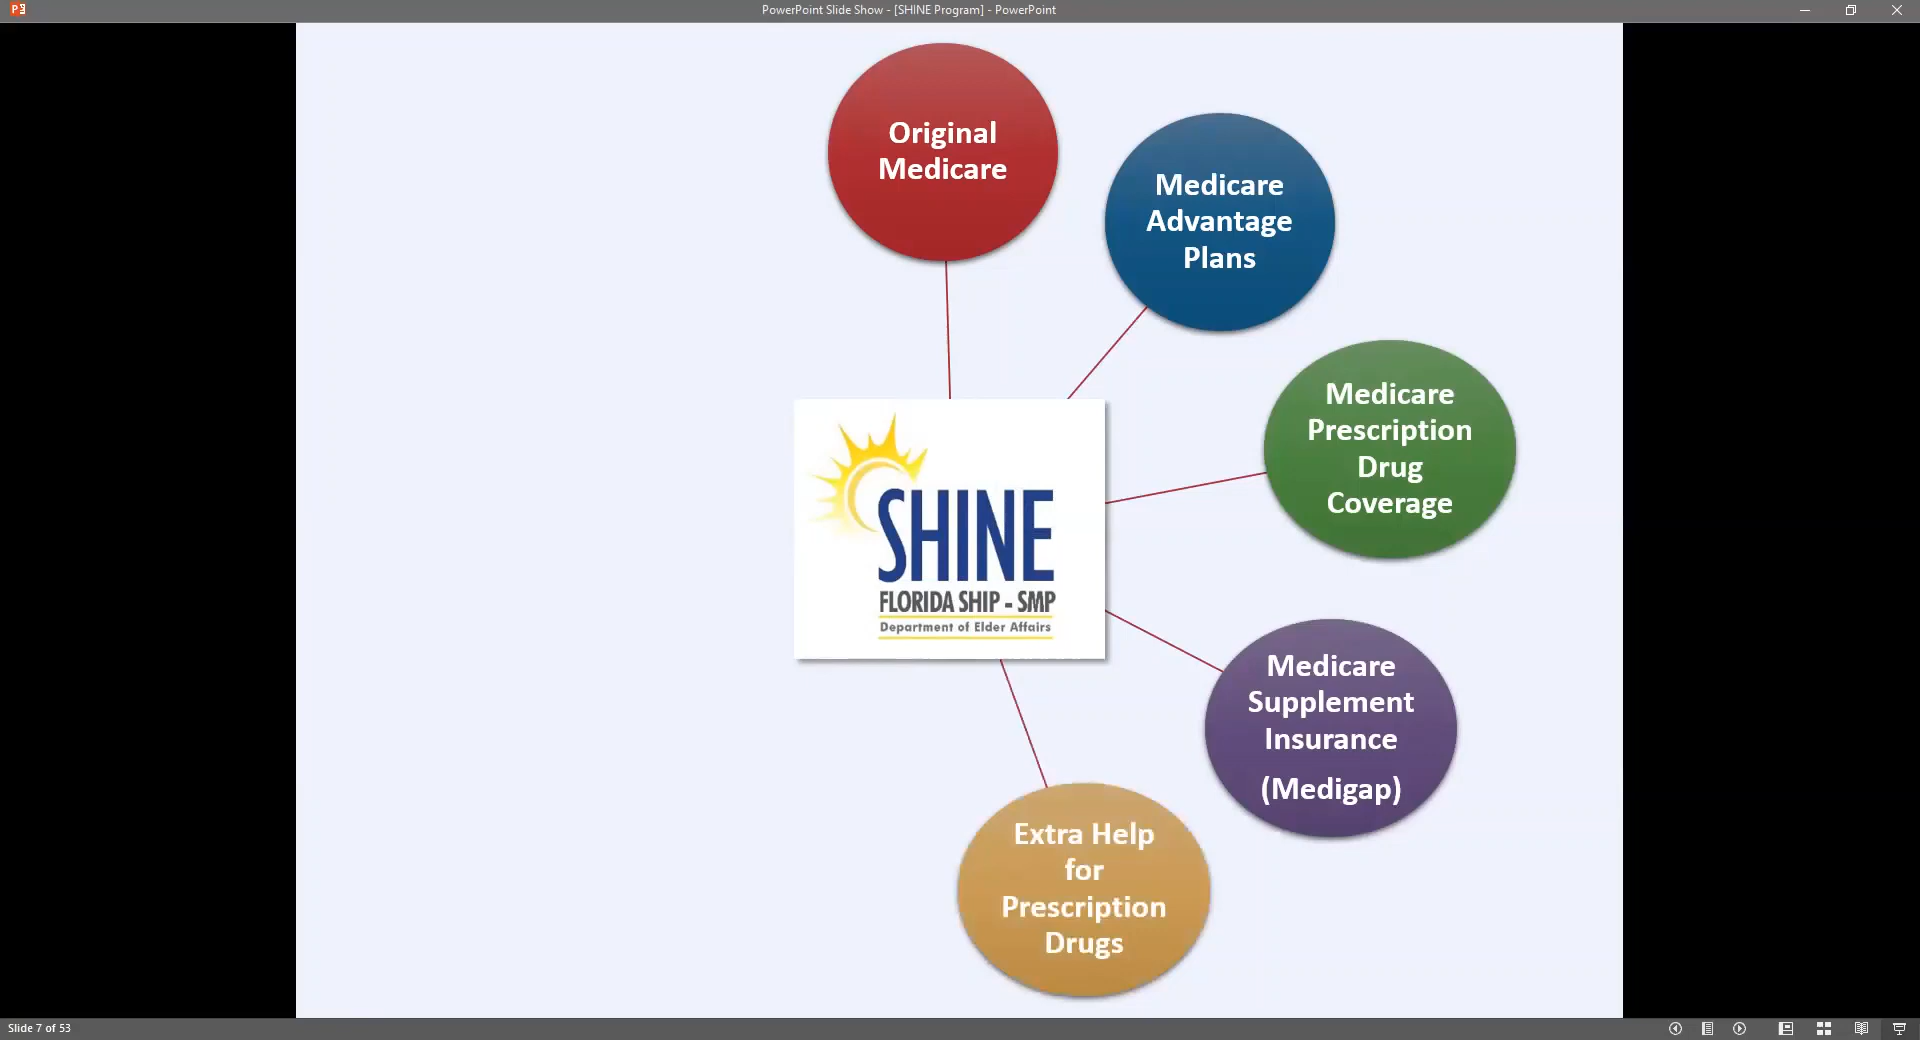 PowerPoint Slide Show - [SHINE Program] - PowerPoint
Original
Medicare
Medicare
Advantage
Plans
Medicare
Prescription
Drug
Coverage
SHINE
FLORIDA SHIP - SMP
Department of Elder Affairs
Medicare
Supplement
Insurance
(Medigap)
Extra Help
for
Prescription
Drugs
Slide 7 of 53